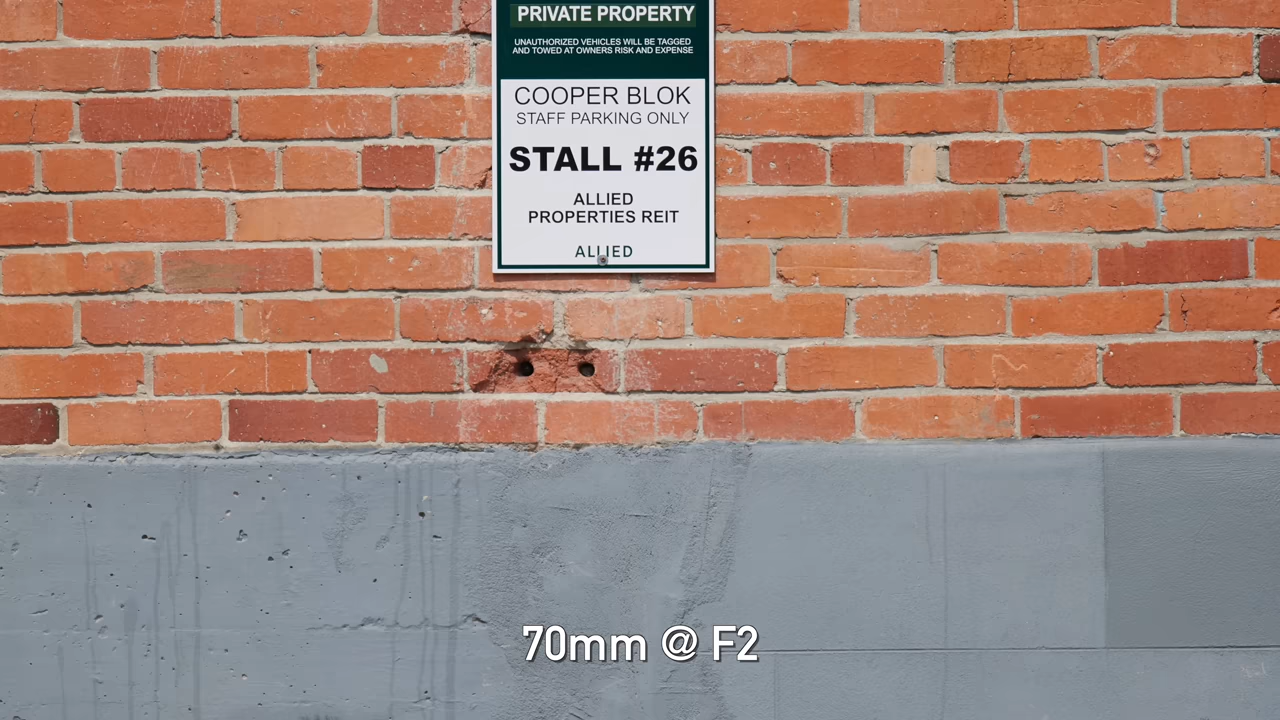 PRIVATE PROPERTY
UNAUTHORIZED VEHICLES WILL BE TAGGED
AND TOWED AT OWNERS RISK AND EXPENSE
COOPER BLOK
STAFF PARKING ONLY
STALL #26
ALLIED
PROPERTIES REIT
ALLIED
70mm @ F2